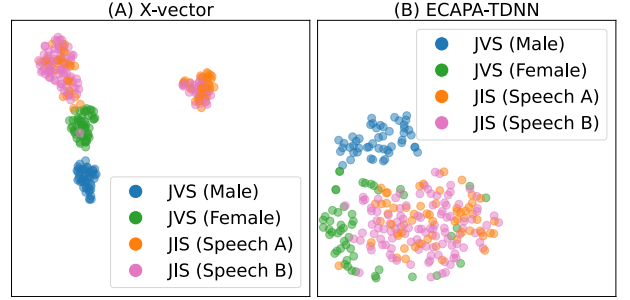 (A) X-vector
JVS (Male)
JVS (Female)
JIS (Speech A)
JIS (Speech B)
(B) ECAPA-TDNN
JVS (Male)
JVS (Female)
JIS (Speech A)
JIS (Speech B)